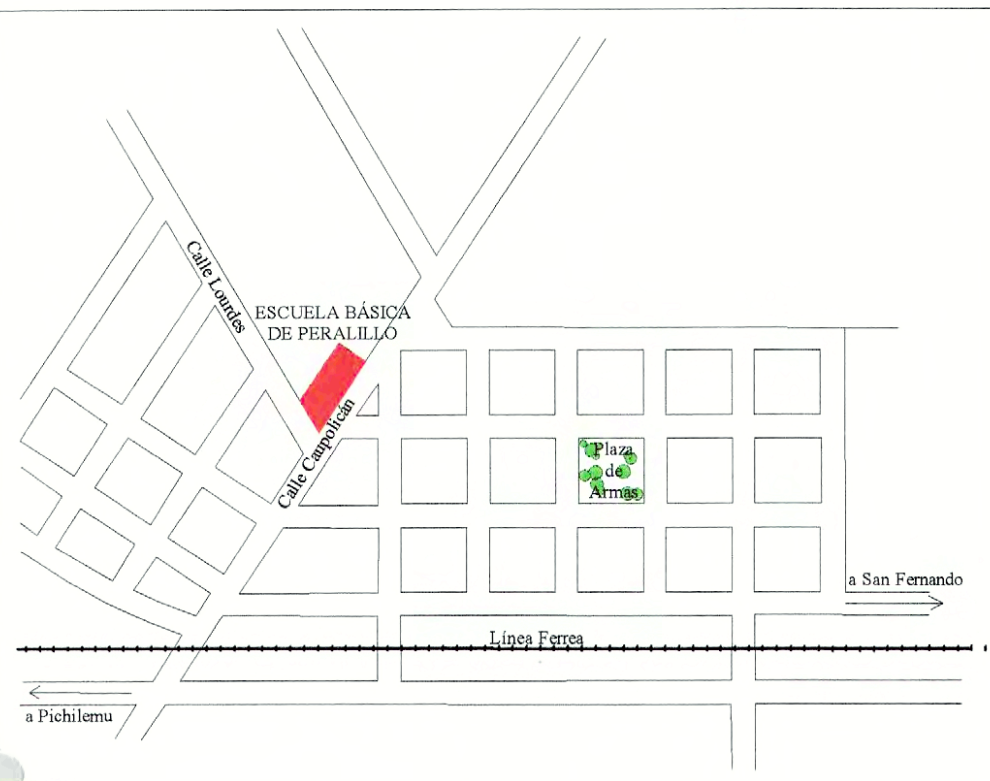 Calle Lourdes
ESCUELA BÁSICA
DE PERALILLO
Calle Caupolicán
Plaza
de
Armas
a San Fernando
Línea Ferrea
a Pichilemu